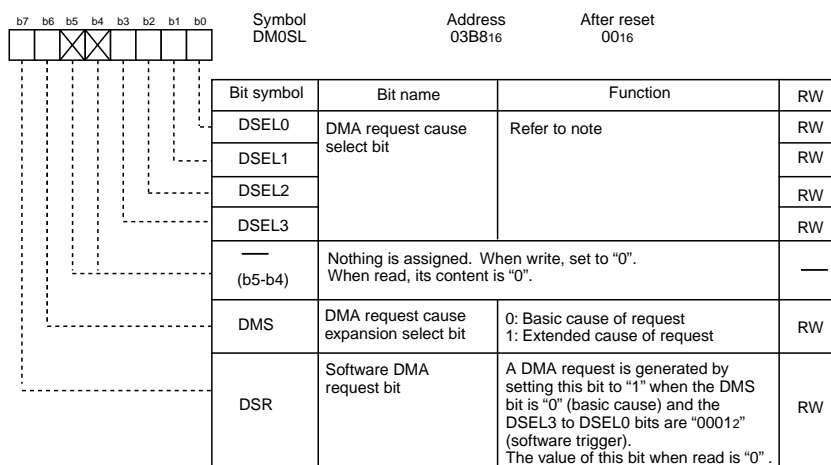 b7 b6 b5 b4 b3 b2 b1 b0
Symbol Address After reset
DM0SL 03B816 0016
Bit symbol Bit name Function RW
DSEL0 DMA request cause select bit Refer to note RW
DSEL1 RW
DSEL2 RW
DSEL3 RW
— (b5-b4) Nothing is assigned. When write, set to “0”. —
When read, its content is “0”.
DMS DMA request cause expansion select bit 0: Basic cause of request RW
1: Extended cause of request
DSR Software DMA request bit A DMA request is generated by RW
setting this bit to “1” when the DMS
bit is “0” (basic cause) and the
DSEL3 to DSEL0 bits are “00012”
(software trigger).
The value of this bit when read is “0” .